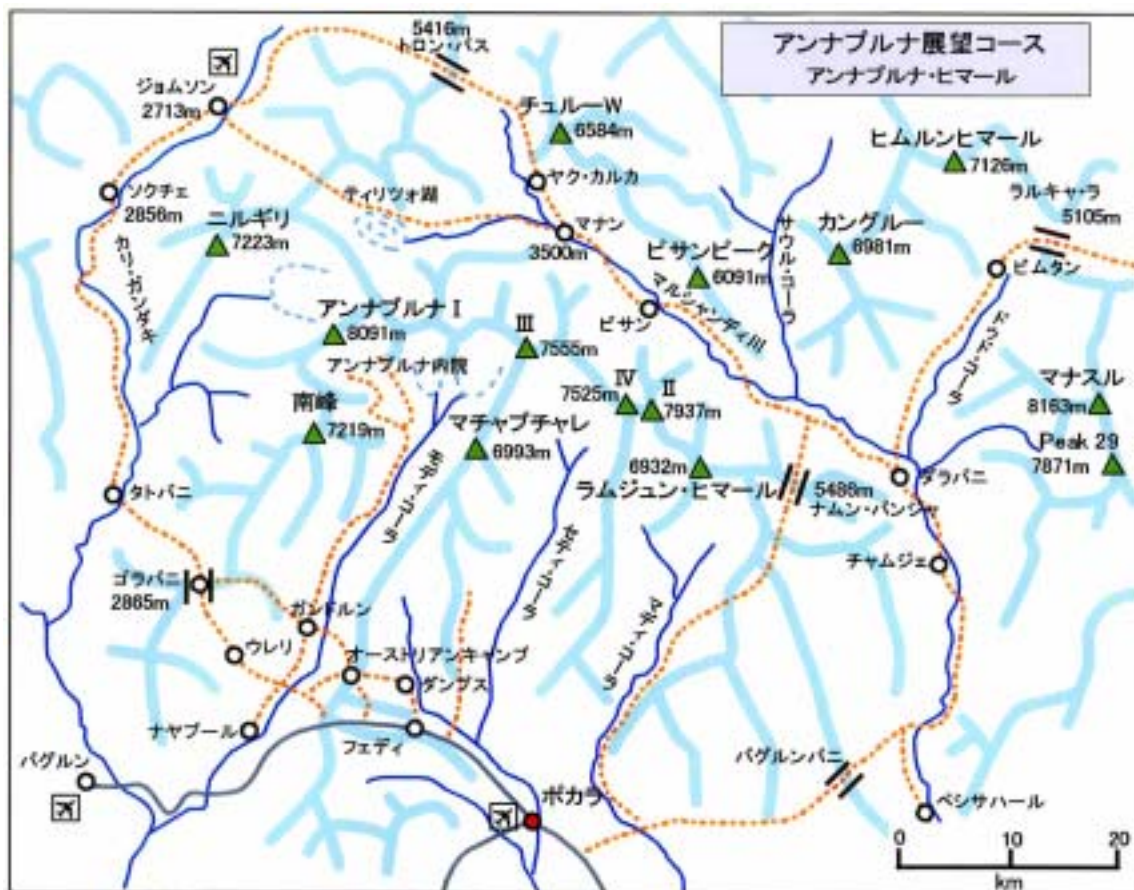 アンナプルナ展望コース
アンナプルナ・ヒマール
5416m
トロン・パス
ジョムソン
2713m
チュルーW
6584m
ヒムルンヒマール
7126m
ヤク・カルカ
ラルキャ・ラ
5105m
ソクチェ
2856m
ティリツォ湖
ニルギリ
7223m
マナン
3500m
カングルー
6981m
ピサンピーク
6091m
サウル・コーラ
ビムタン
カリ・ガンダキ
マルシャンディ川
ピサン
アンナプルナ I
8091m
III
7555m
アンナプルナ内院
IV
7525m
II
7937m
マナスル
8163m
南峰
7219m
マチャプチャレ
6993m
Peak 29
7871m
6932m
ラムジュン・ヒマール
5488m
ナムン・バンジャ
ダラパニ
タトパニ
チャムジェ
ゴラパニ
2865m
ガンドルン
ウレリ
オーストリアンキャンプ
ダンプス
ナヤプール
フェディ
バグルン
バグルンパニ
ポカラ
ベシサハール
0 10 20
km